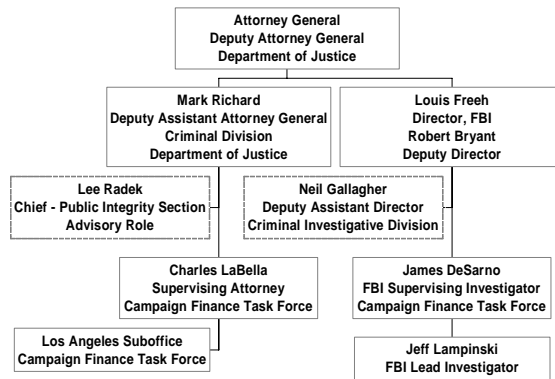 Attorney General
Deputy Attorney General
Department of Justice
Mark Richard
Deputy Assistant Attorney General
Criminal Division
Department of Justice
Louis Freeh
Director, FBI
Robert Bryant
Deputy Director
Lee Radek
Chief - Public Integrity Section
Advisory Role
Neil Gallagher
Deputy Assistant Director
Criminal Investigative Division
Charles LaBella
Supervising Attorney
Campaign Finance Task Force
James DeSarno
FBI Supervising Investigator
Campaign Finance Task Force
Los Angeles Suboffice
Campaign Finance Task Force
Jeff Lampinski
FBI Lead Investigator